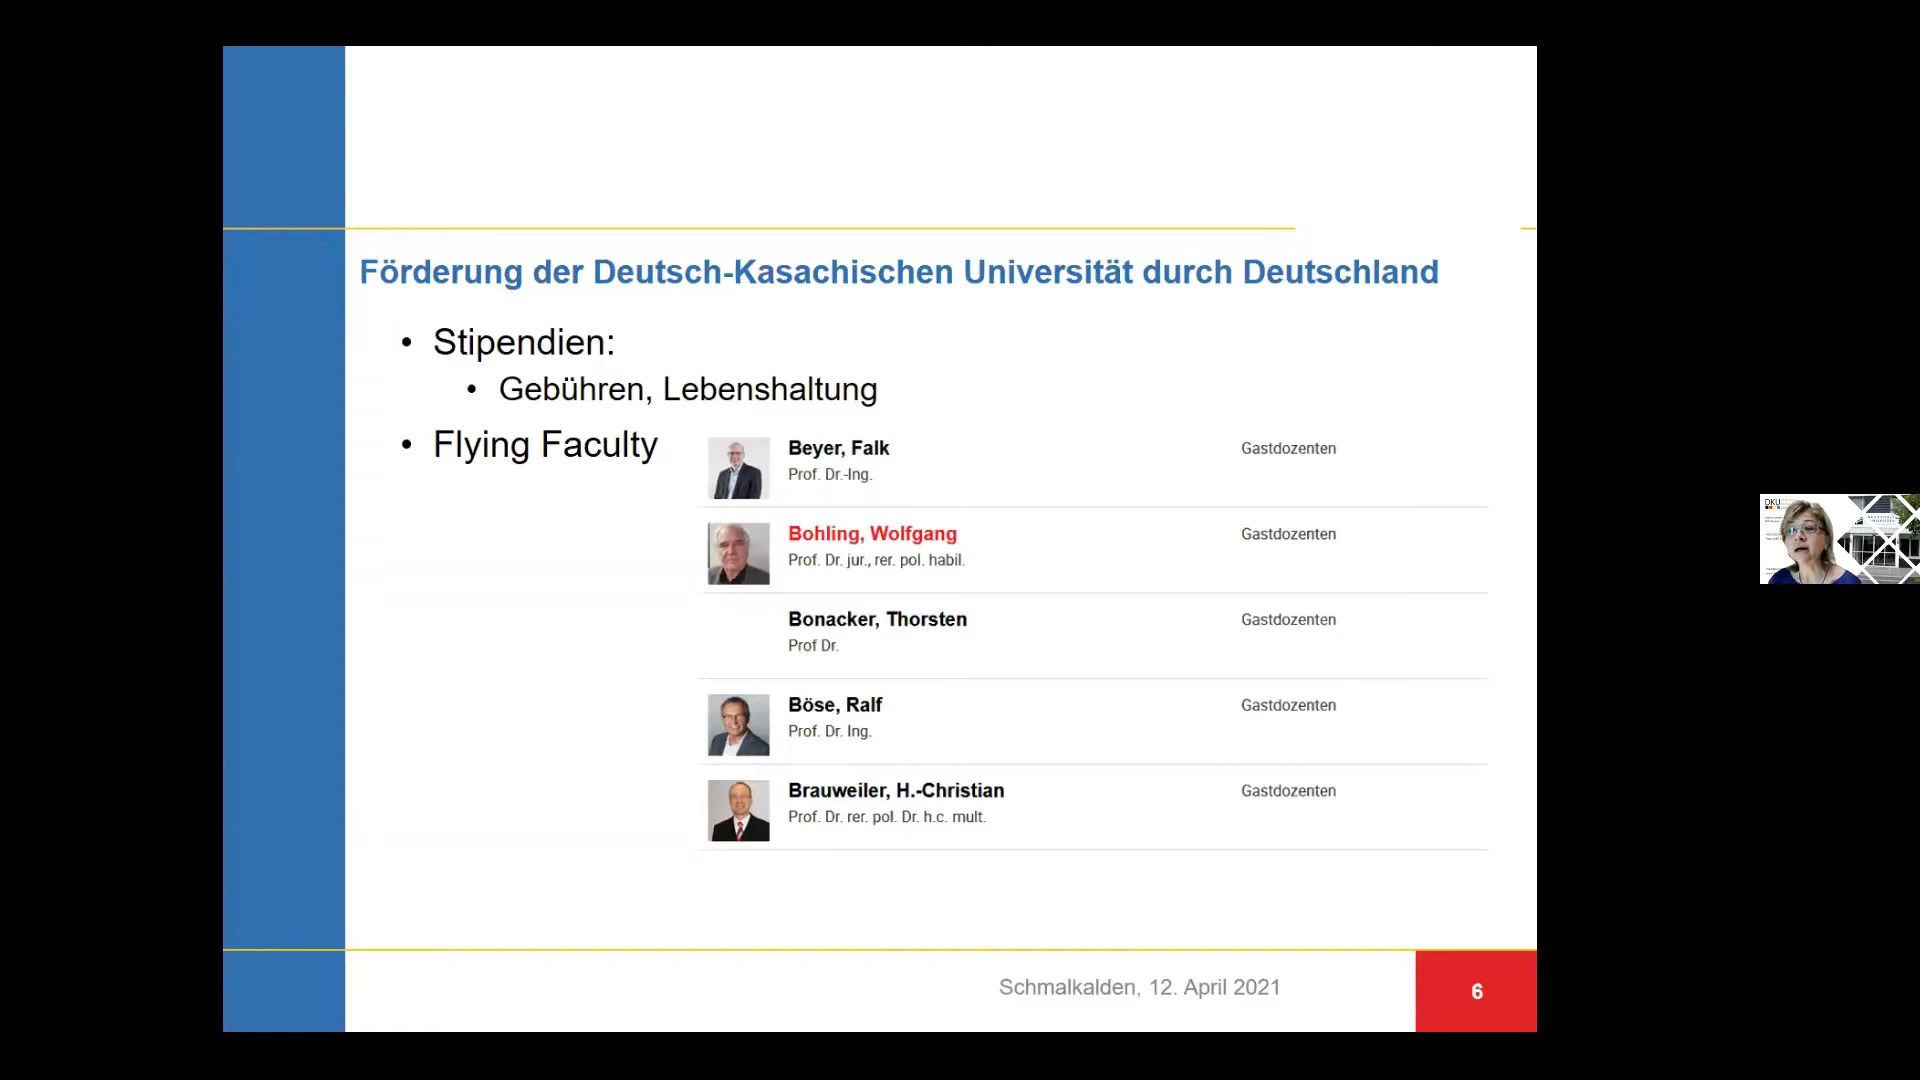 Förderung der Deutsch-Kasachischen Universität durch Deutschland
• Stipendien:
• Gebühren, Lebenshaltung
• Flying Faculty
Beyer, Falk
Prof. Dr.-Ing.
Gastdozenten
Bohling, Wolfgang
Prof. Dr. jur., rer. pol. habil.
Gastdozenten
Bonacker, Thorsten
Prof Dr.
Gastdozenten
Böse, Ralf
Prof. Dr. Ing.
Gastdozenten
Brauweiler, H.-Christian
Prof. Dr. rer. pol. Dr. h.c. mult.
Gastdozenten
Schmalkalden, 12. April 2021
6
DKU